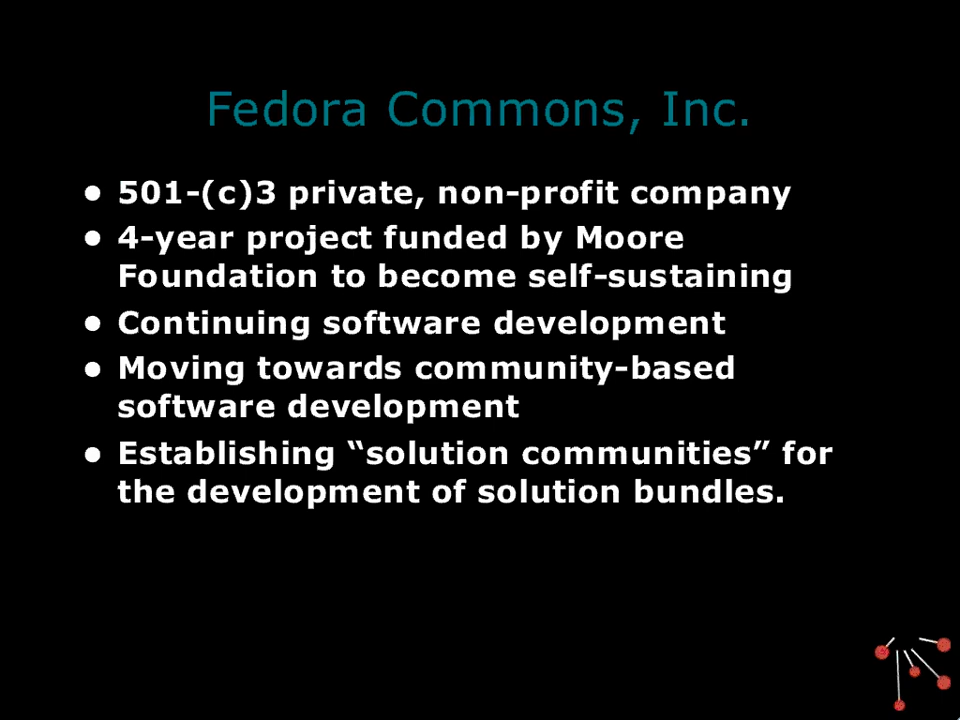 Fedora Commons, Inc.
• 501-(c)3 private, non-profit company
• 4-year project funded by Moore
Foundation to become self-sustaining
• Continuing software development
• Moving towards community-based
software development
• Establishing “solution communities” for
the development of solution bundles.